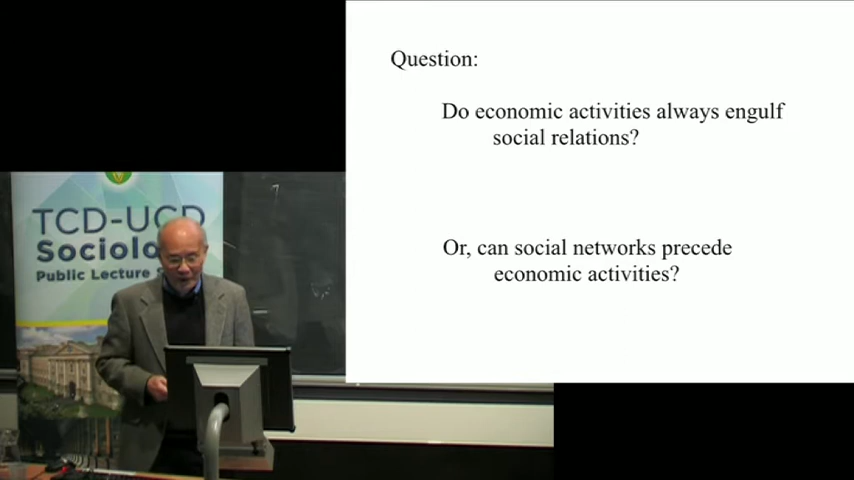 Question:
Do economic activities always engulf
social relations?
Or, can social networks precede
economic activities?
TCD-UCD
Sociolo
Public Lecture S